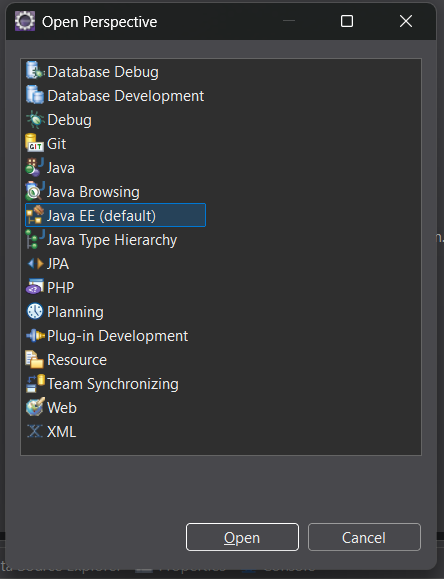 Open Perspective
Database Debug
Database Development
Debug
GIT Git
Java
Java Browsing
Java EE (default)
Java Type Hierarchy
JPA
PHP
Planning
Plug-in Development
Resource
Team Synchronizing
Web
XML
Open Cancel